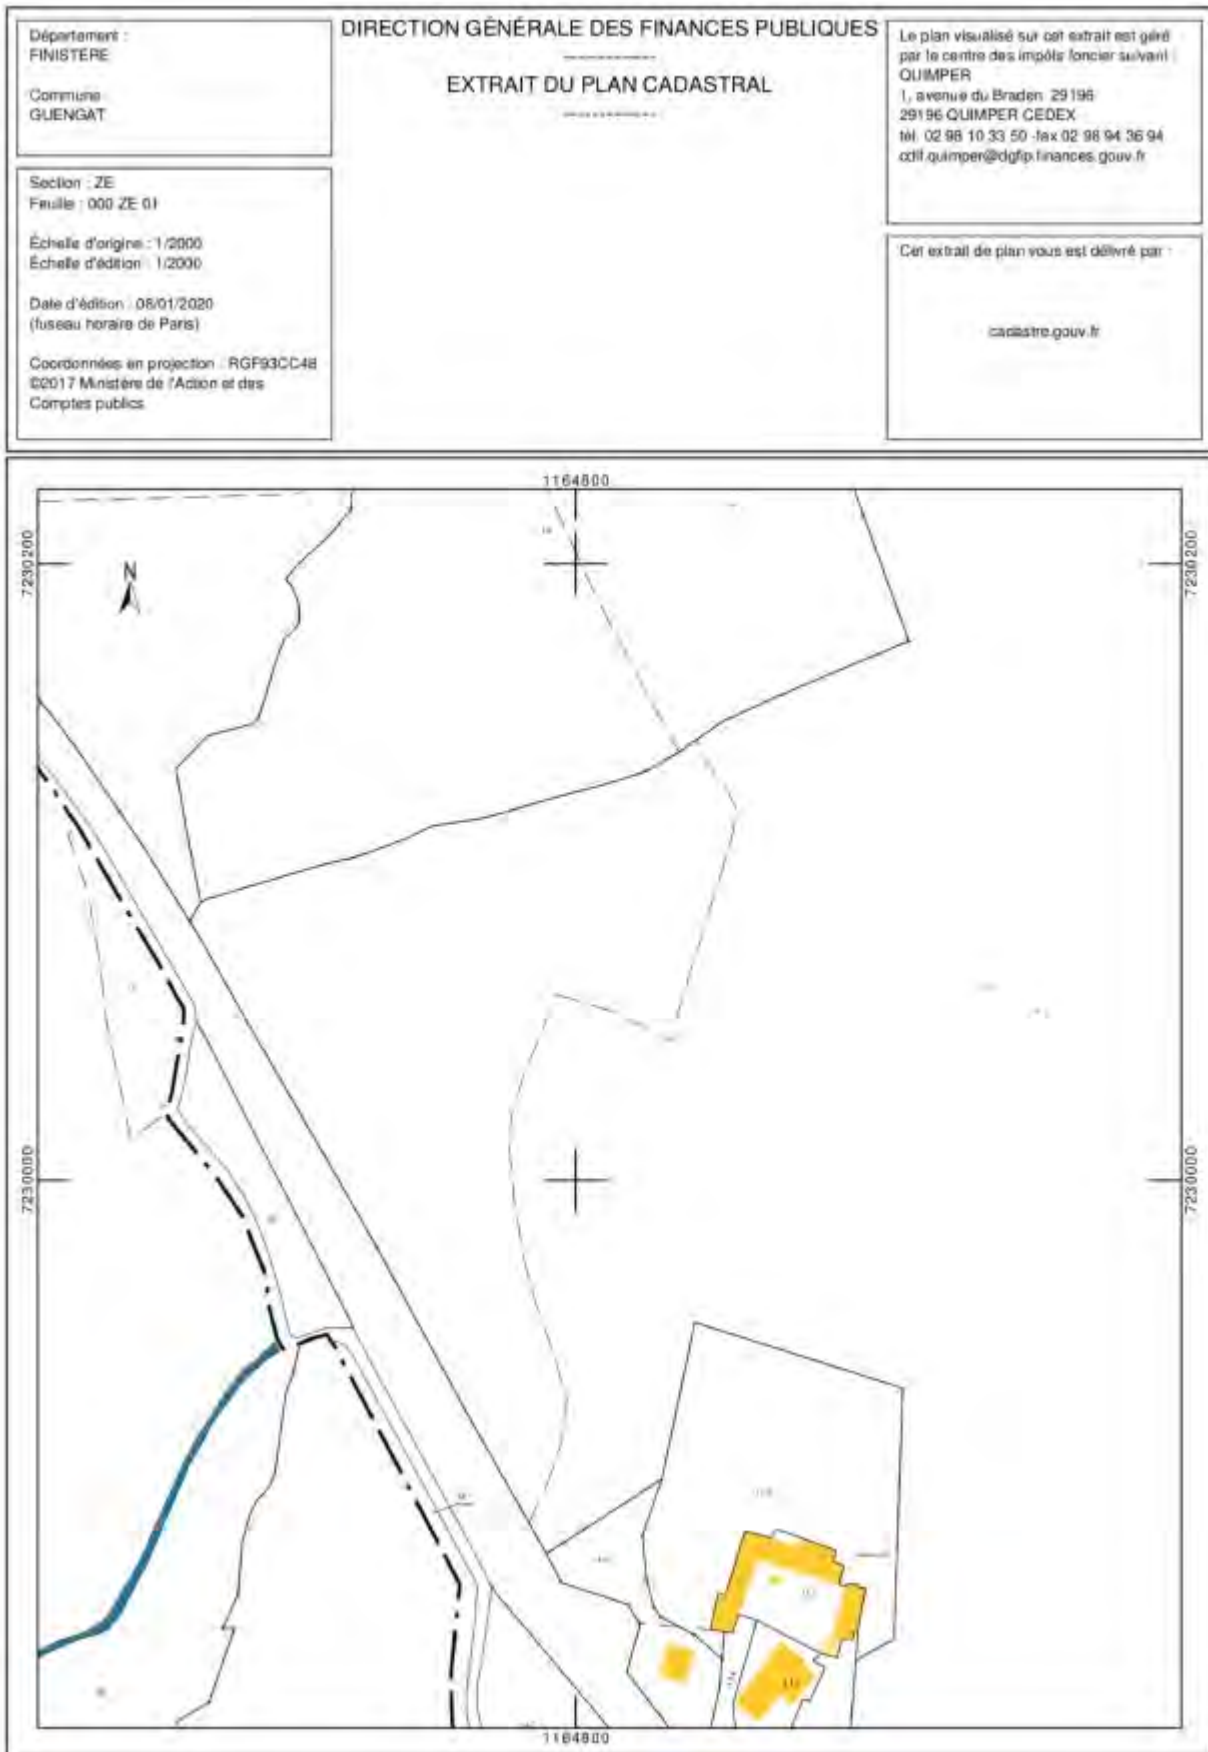 Département :
FINISTERE
Commune
GUENGAT
Section : ZE
Feuille : 000 ZE 01
Échelle d'origine : 1/2000
Échelle d'édition : 1/2000
Date d'édition : 08/01/2020
(fuseau horaire de Paris)
Coordonnées en projection : RGF93CC48
©2017 Ministère de l'Action et des
Comptes publics
DIRECTION GÉNÉRALE DES FINANCES PUBLIQUES
EXTRAIT DU PLAN CADASTRAL
Le plan visualisé sur cet extrait est géré
par le centre des impôts foncier suivant :
QUIMPER
1, avenue du Braden 29196
29196 QUIMPER CEDEX
tél. 02 98 10 33 50 -fax 02 98 94 36 94
cdif.quimper@dgfip.finances.gouv.fr
Cet extrait de plan vous est délivré par :
cadastre.gouv.fr
1164800
7230200
7230200
N
7230000
7230000
1164800